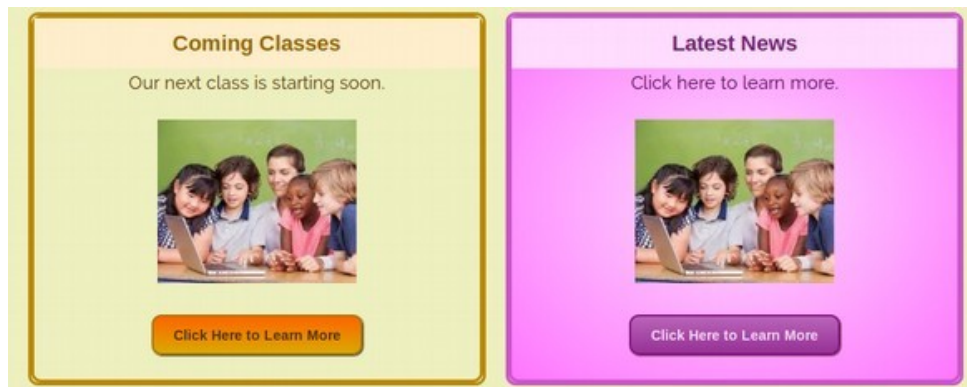 Coming Classes
Our next class is starting soon.
Click Here to Learn More
Latest News
Click here to learn more.
Click Here to Learn More